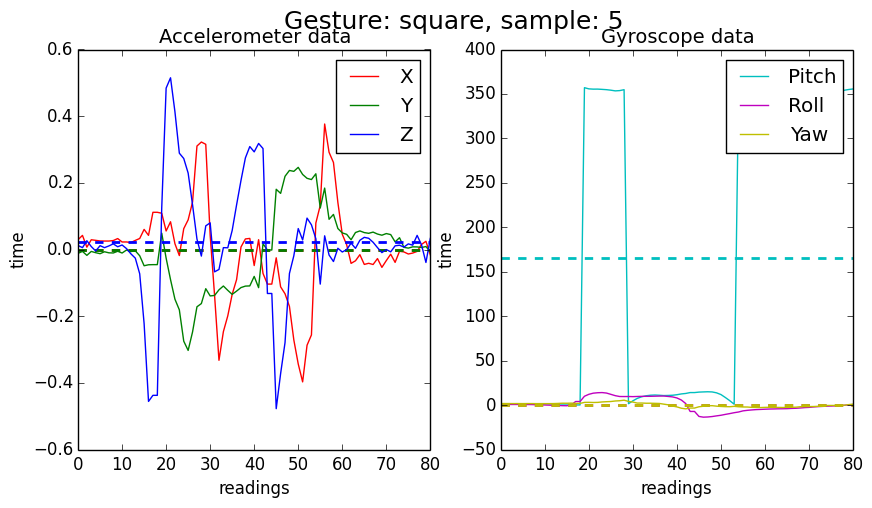 Gesture: square, sample: 5
Accelerometer data
0.6
0.4
0.2
0.0
−0.2
−0.4
−0.6
time
0 10 20 30 40 50 60 70 80
readings
X
Y
Z
Gyroscope data
400
350
300
250
200
150
100
50
0
−50
time
0 10 20 30 40 50 60 70 80
readings
Pitch
Roll
Yaw